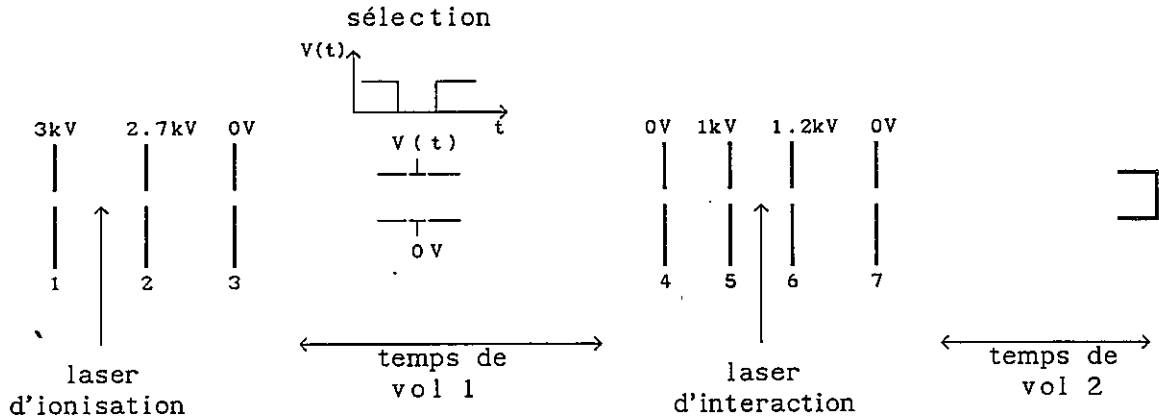 sélection
V(t)
t
3kV 2.7kV 0V
V(t)
0V
0V 1kV 1.2kV 0V
1 2 3
4 5 6 7
temps de
vol 1
temps de
vol 2
laser
d'ionisation
laser
d'interaction